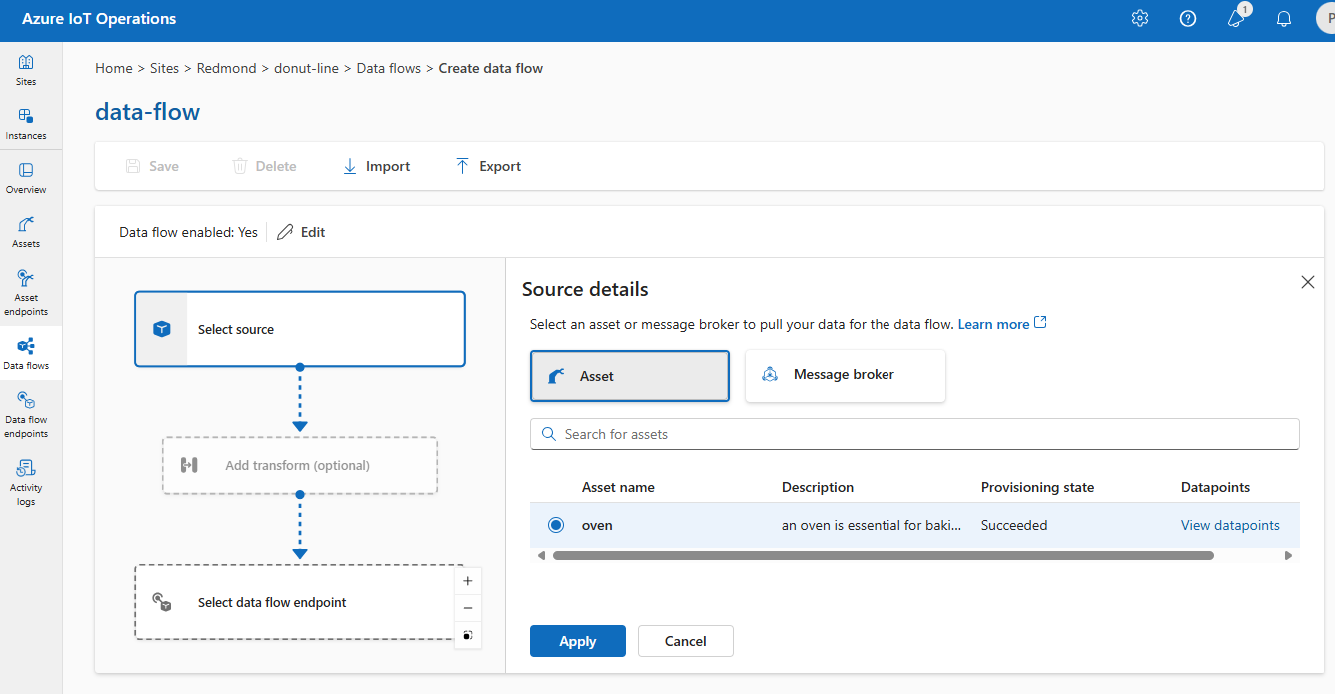 Azure IoT Operations
1
P
Sites
Instances
Overview
Assets
Asset
endpoints
Data flows
Data flow
endpoints
Activity
logs
Home > Sites > Redmond > donut-line > Data flows > Create data flow
data-flow
Save Delete Import Export
Data flow enabled: Yes Edit
Select source
Add transform (optional)
Select data flow endpoint
+
−
Source details
Select an asset or message broker to pull your data for the data flow. Learn more
Asset Message broker
Search for assets
Asset name Description Provisioning state Datapoints
oven an oven is essential for baki... Succeeded View datapoints
Apply Cancel